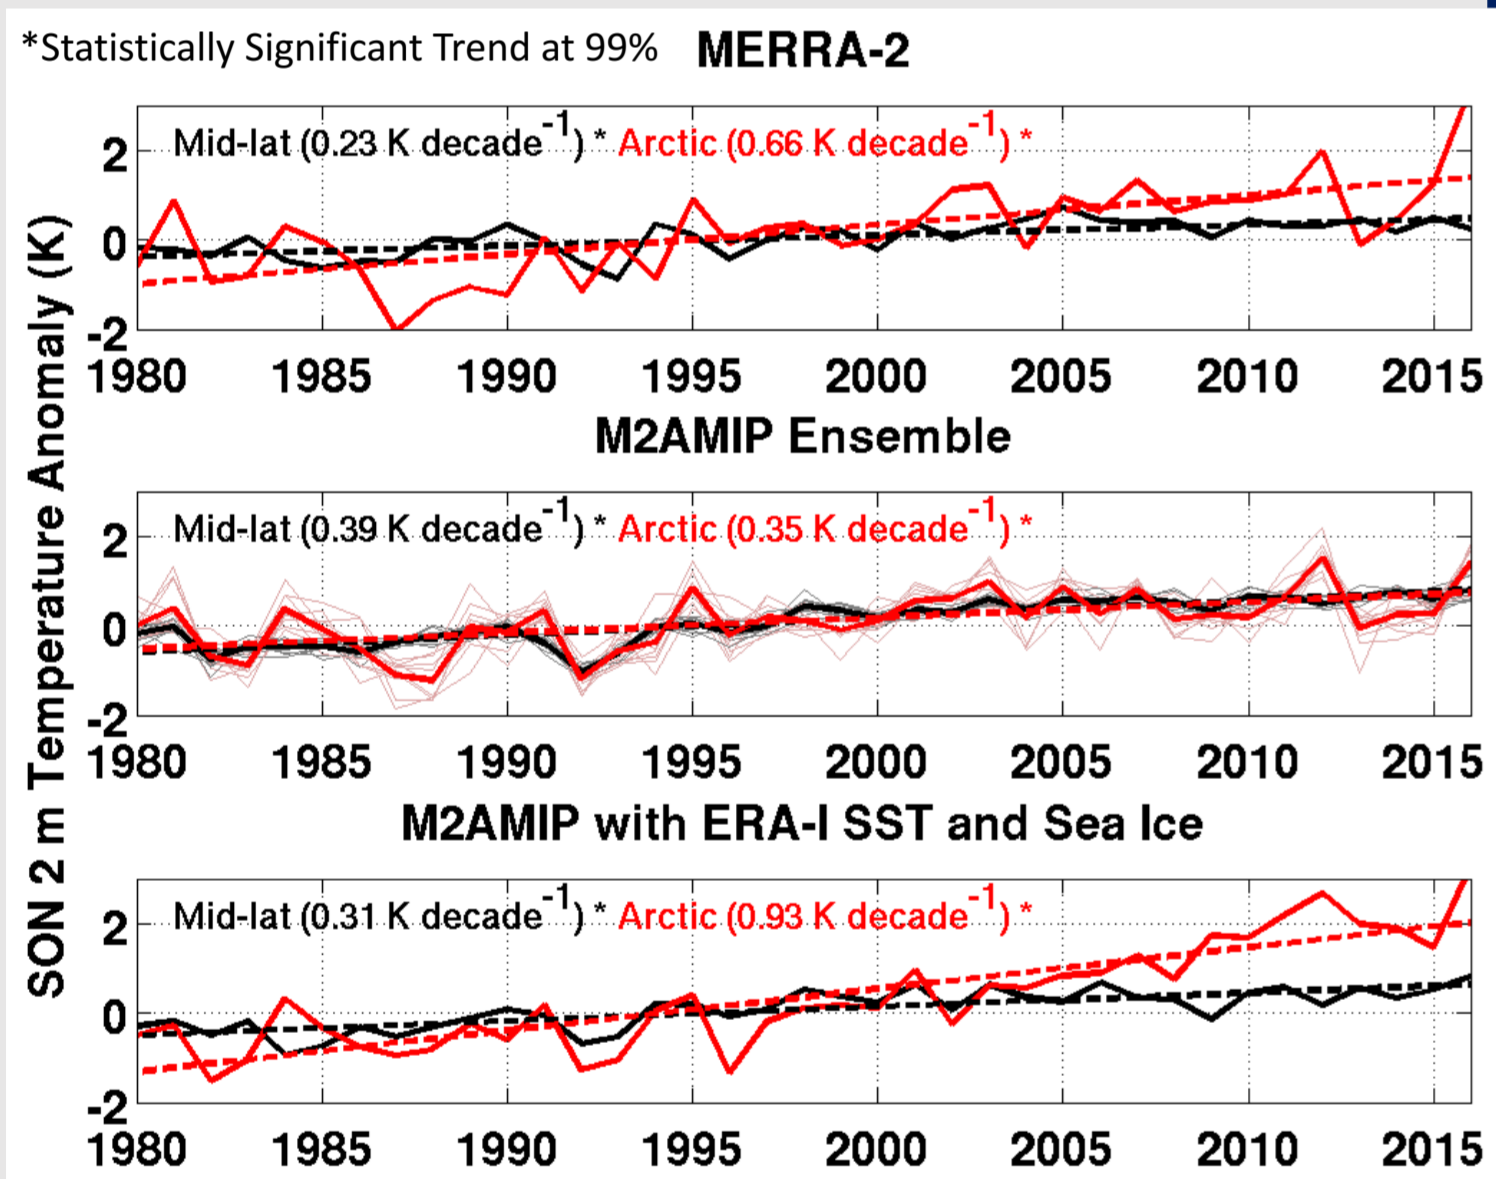 *Statistically Significant Trend at 99% MERRA-2
SON 2 m Temperature Anomaly (K)
Mid-lat (0.23 K decade⁻¹) * Arctic (0.66 K decade⁻¹) *
2
0
-2
1980 1985 1990 1995 2000 2005 2010 2015
M2AMIP Ensemble
Mid-lat (0.39 K decade⁻¹) * Arctic (0.35 K decade⁻¹) *
2
0
-2
1980 1985 1990 1995 2000 2005 2010 2015
M2AMIP with ERA-I SST and Sea Ice
Mid-lat (0.31 K decade⁻¹) * Arctic (0.93 K decade⁻¹) *
2
0
-2
1980 1985 1990 1995 2000 2005 2010 2015